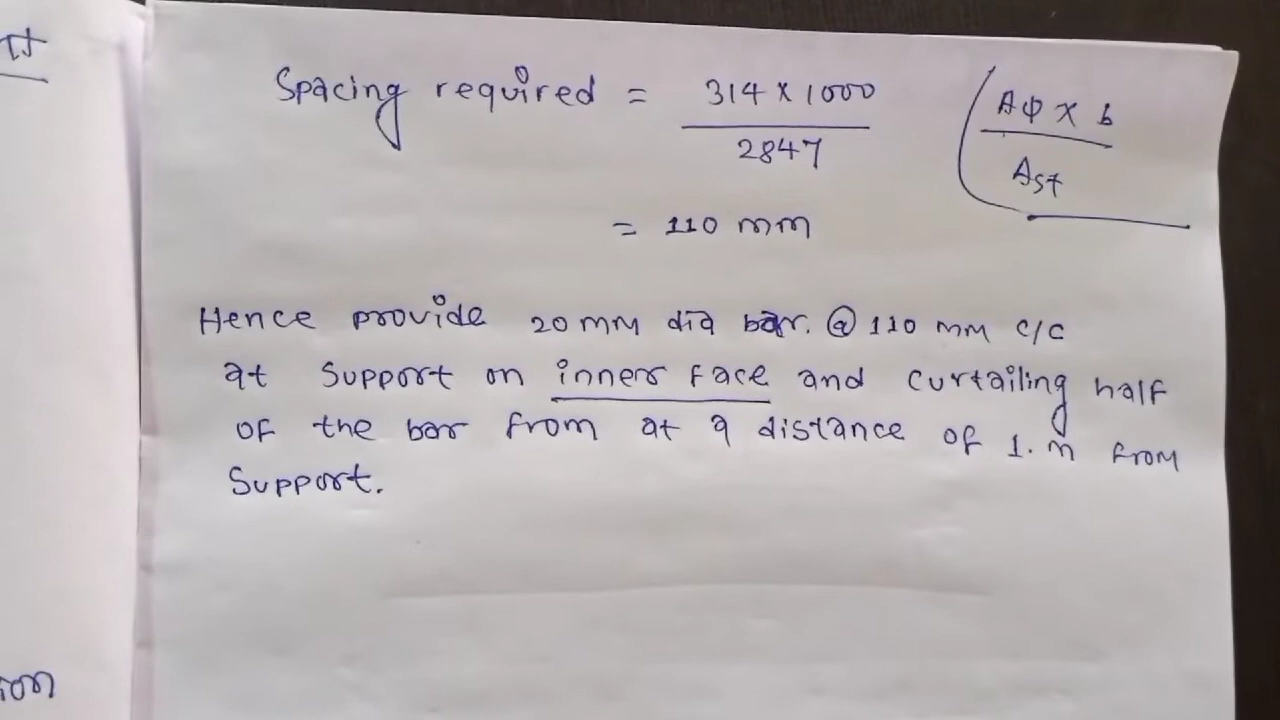 Spacing required = 314 x 1000 / 2847
(Aφ x b / Ast
= 110 mm
Hence provide 20 mm dia bar. @ 110 mm c/c
at support on inner face and curtailing half
of the bar from at a distance of 1. m from
support.